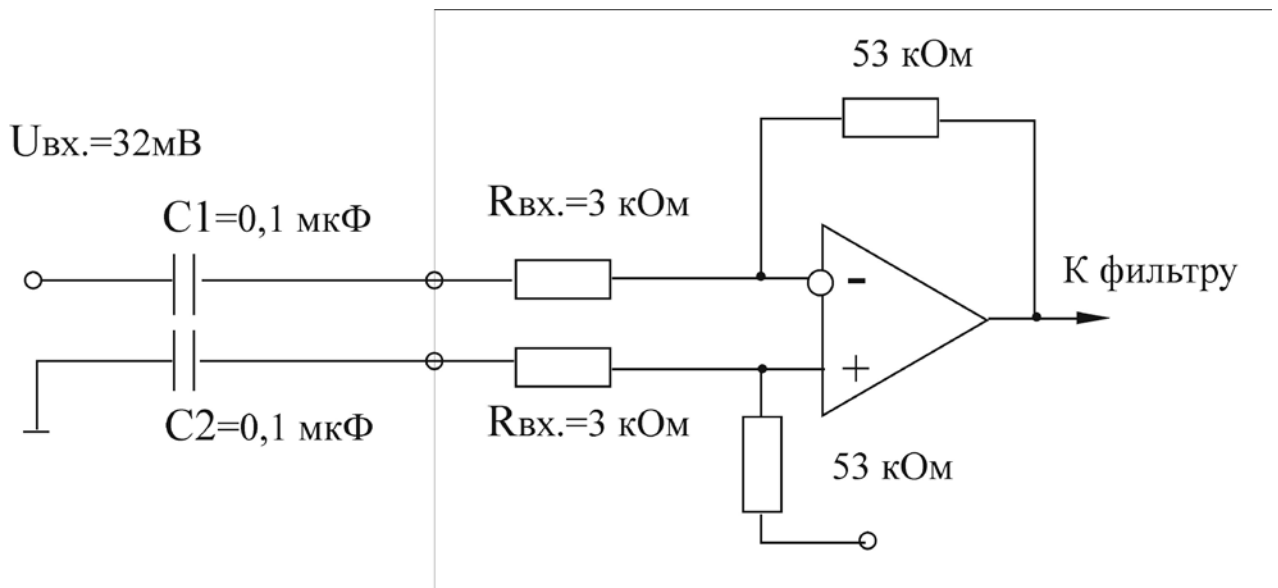 53 кОм
Uвх.=32мВ
Rвх.=3 кОм
C1=0,1 мкФ
-
К фильтру
+
C2=0,1 мкФ
Rвх.=3 кОм
53 кОм